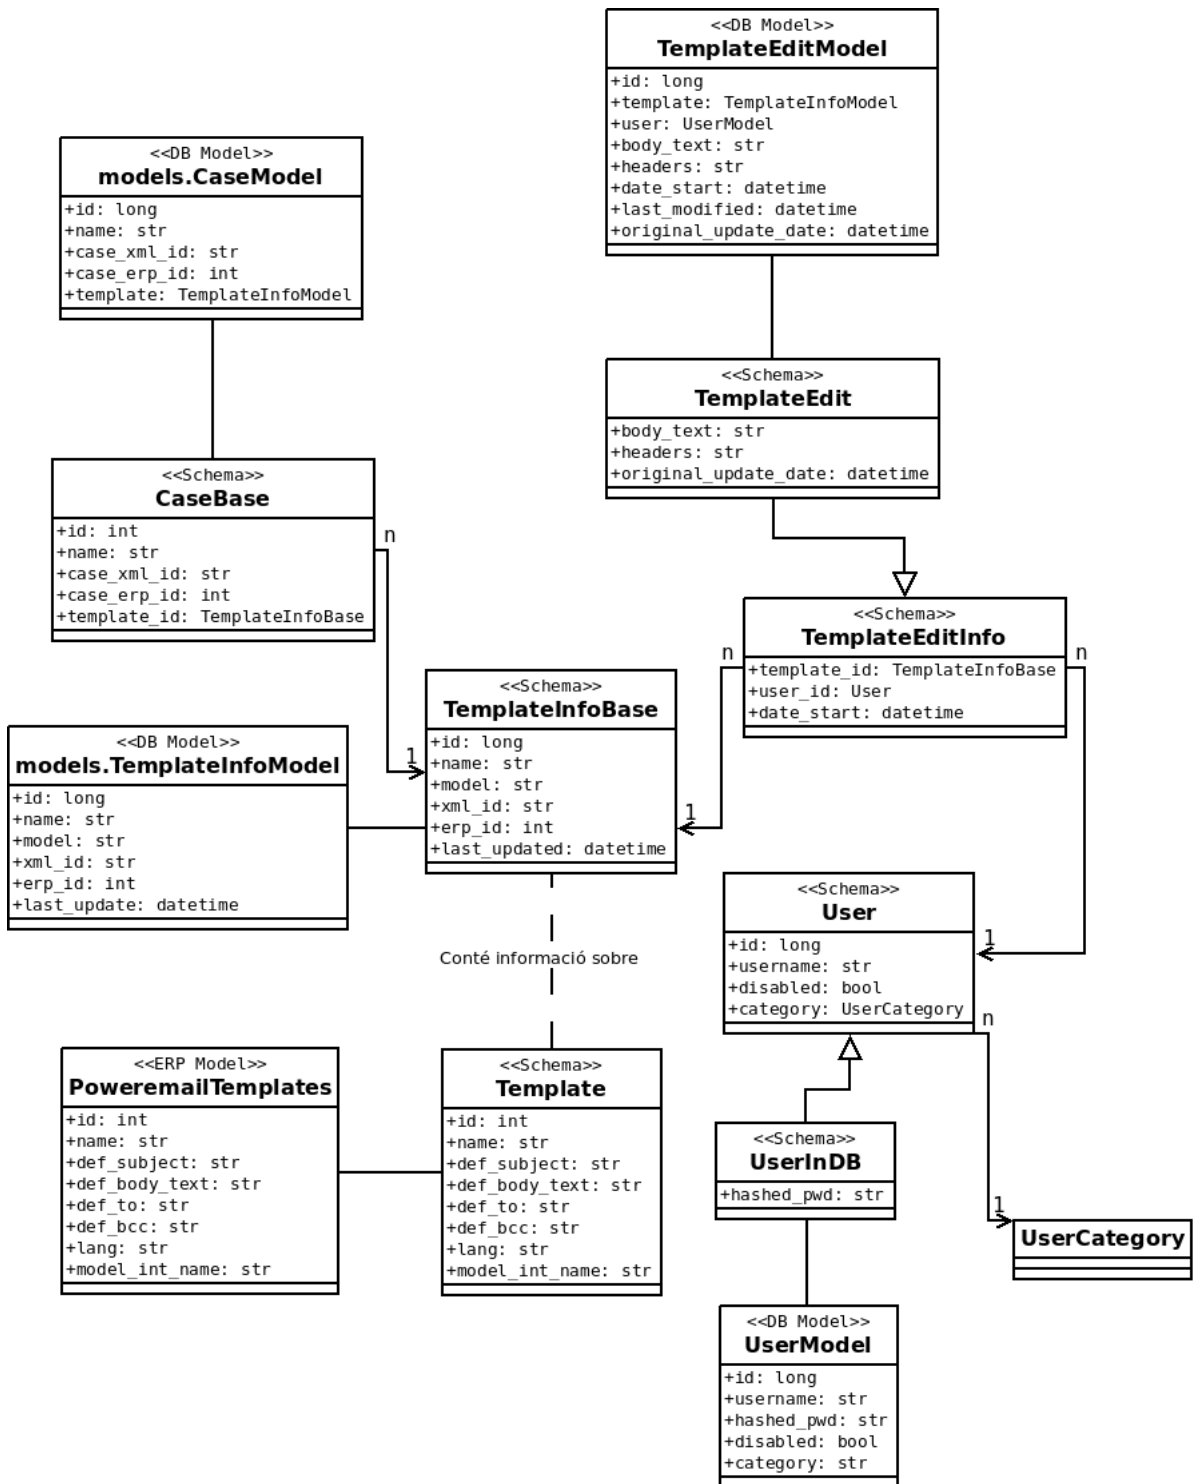 <<DB Model>>
TemplateEditModel
+id: long
+template: TemplateInfoModel
+user: UserModel
+body_text: str
+headers: str
+date_start: datetime
+last_modified: datetime
+original_update_date: datetime
<<DB Model>>
models.CaseModel
+id: long
+name: str
+case_xml_id: str
+case_erp_id: int
+template: TemplateInfoModel
<<Schema>>
TemplateEdit
+body_text: str
+headers: str
+original_update_date: datetime
<<Schema>>
CaseBase
+id: int
+name: str
+case_xml_id: str
+case_erp_id: int
+template_id: TemplateInfoBase
n
1
<<Schema>>
TemplateEditInfo
+template_id: TemplateInfoBase
+user_id: User
+date_start: datetime
n
n
1
1
<<Schema>>
TemplateInfoBase
+id: long
+name: str
+model: str
+xml_id: str
+erp_id: int
+last_updated: datetime
<<DB Model>>
models.TemplateInfoModel
+id: long
+name: str
+model: str
+xml_id: str
+erp_id: int
+last_update: datetime
<<Schema>>
User
+id: long
+username: str
+disabled: bool
+category: UserCategory
n
1
Conté informació sobre
<<ERP Model>>
PoweremailTemplates
+id: int
+name: str
+def_subject: str
+def_body_text: str
+def_to: str
+def_bcc: str
+lang: str
+model_int_name: str
<<Schema>>
Template
+id: int
+name: str
+def_subject: str
+def_body_text: str
+def_to: str
+def_bcc: str
+lang: str
+model_int_name: str
<<Schema>>
UserInDB
+hashed_pwd: str
UserCategory
<<DB Model>>
UserModel
+id: long
+username: str
+hashed_pwd: str
+disabled: bool
+category: str